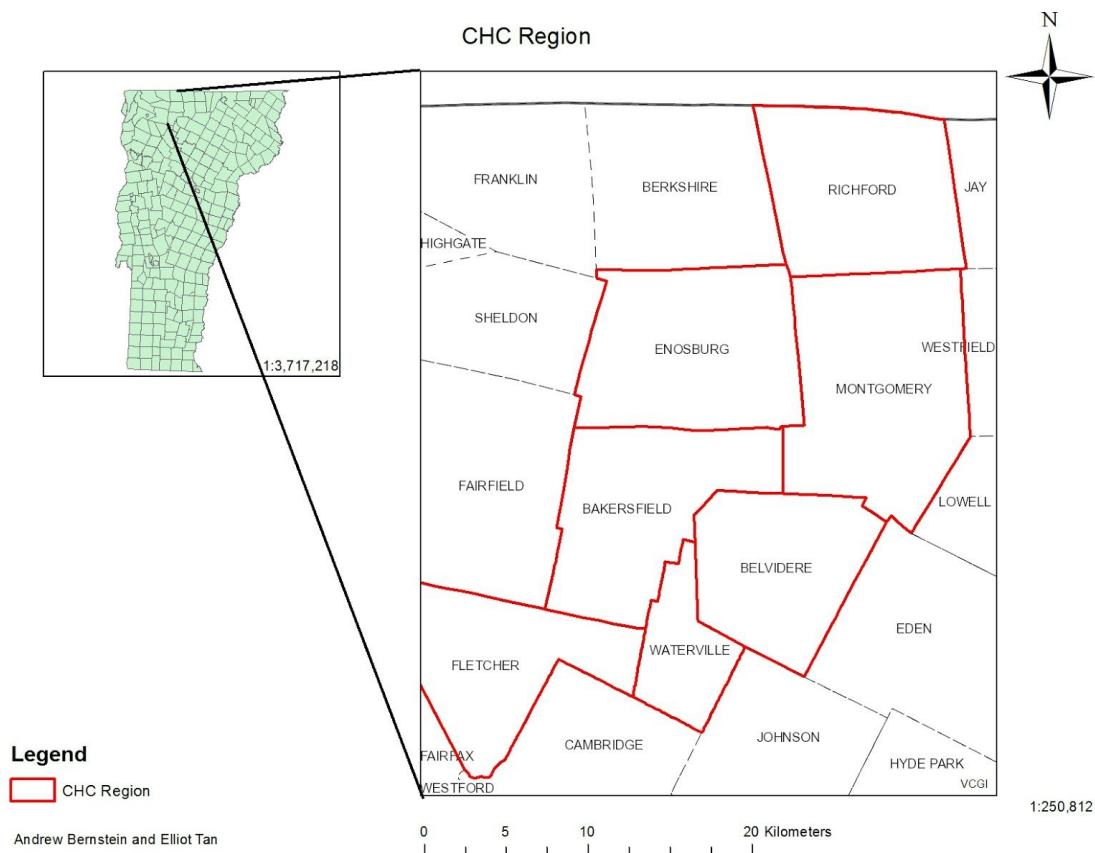 CHC Region
N
1:3,717,218
FRANKLIN
BERKSHIRE
RICHFORD
JAY
HIGHGATE
SHELDON
ENOSBURG
WESTFIELD
MONTGOMERY
FAIRFIELD
BAKERSFIELD
LOWELL
BELVIDERE
EDEN
WATERVILLE
FLETCHER
CAMBRIDGE
JOHNSON
HYDE PARK
FAIRFAX
WESTFORD
VCGI
Legend
CHC Region
1:250,812
Andrew Bernstein and Elliot Tan
0 5 10 20 Kilometers